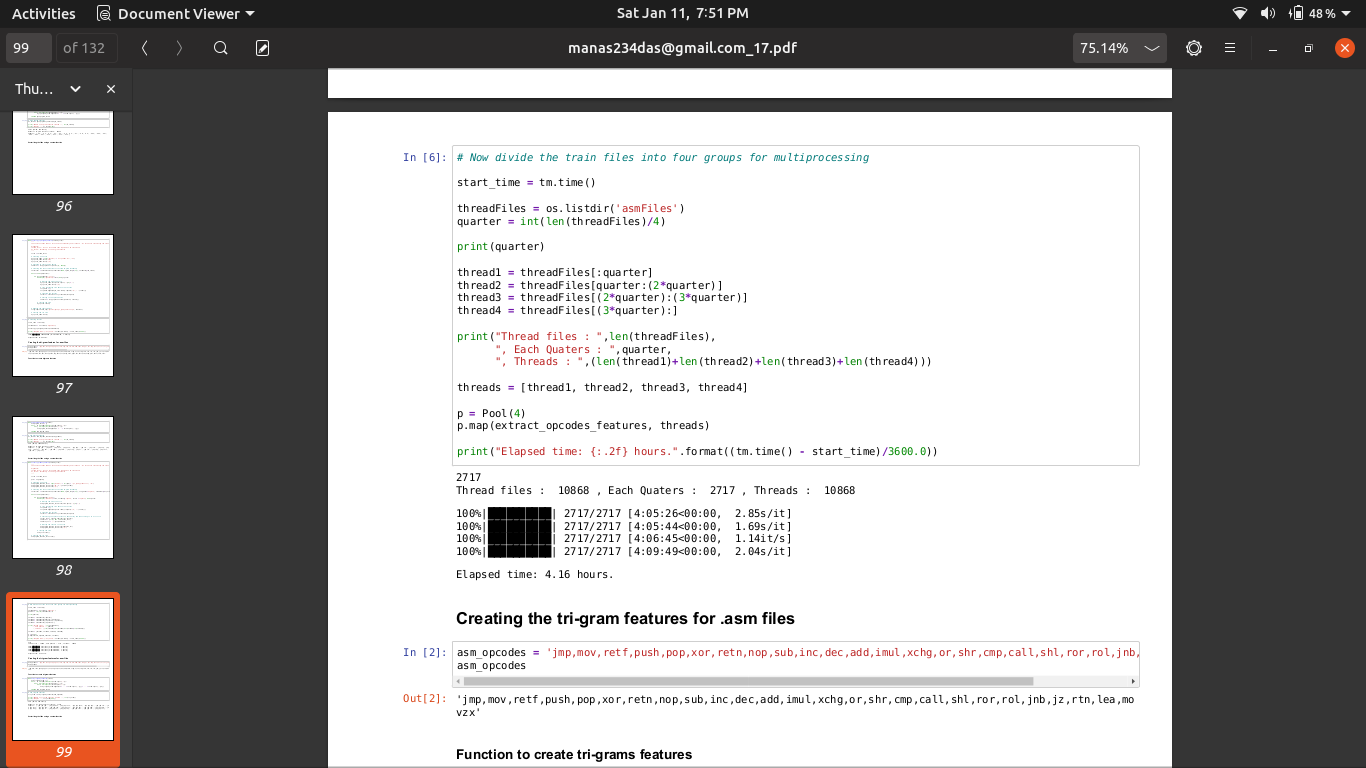 Activities Document Viewer Sat Jan 11, 7:51 PM 48 %
99 of 132 manas234das@gmail.com_17.pdf 75.14%
Thu…
96
97
98
99
In [6]: # Now divide the train files into four groups for multiprocessing
start_time = tm.time()
threadFiles = os.listdir('asmFiles')
quarter = int(len(threadFiles)/4)
print(quarter)
thread1 = threadFiles[:quarter]
thread2 = threadFiles[quarter:(2*quarter)]
thread3 = threadFiles[(2*quarter):(3*quarter)]
thread4 = threadFiles[(3*quarter):]
print("Thread files : ",len(threadFiles),
", Each Quaters : ",quarter,
", Threads : ",(len(thread1)+len(thread2)+len(thread3)+len(thread4)))
threads = [thread1, thread2, thread3, thread4]
p = Pool(4)
p.map(extract_opcodes_features, threads)
print("Elapsed time: {:.2f} hours.".format((tm.time() - start_time)/3600.0))
2717
Thread files :  10868 , Each Quaters :  2717 , Threads :  10868
100%|██████████| 2717/2717 [4:05:26<00:00,  2.85s/it]
100%|██████████| 2717/2717 [4:05:44<00:00,  1.69s/it]
100%|██████████| 2717/2717 [4:06:45<00:00,  1.14it/s]
100%|██████████| 2717/2717 [4:09:49<00:00,  2.04s/it]
Elapsed time: 4.16 hours.
Creating the tri-gram features for .asm files
In [2]: asm_opcodes = 'jmp,mov,retf,push,pop,xor,retn,nop,sub,inc,dec,add,imul,xchg,or,shr,cmp,call,shl,ror,rol,jnb,
asm_opcodes
Out[2]: 'jmp,mov,retf,push,pop,xor,retn,nop,sub,inc,dec,add,imul,xchg,or,shr,cmp,call,shl,ror,rol,jnb,jz,rtn,lea,mo
vzx'
Function to create tri-grams features